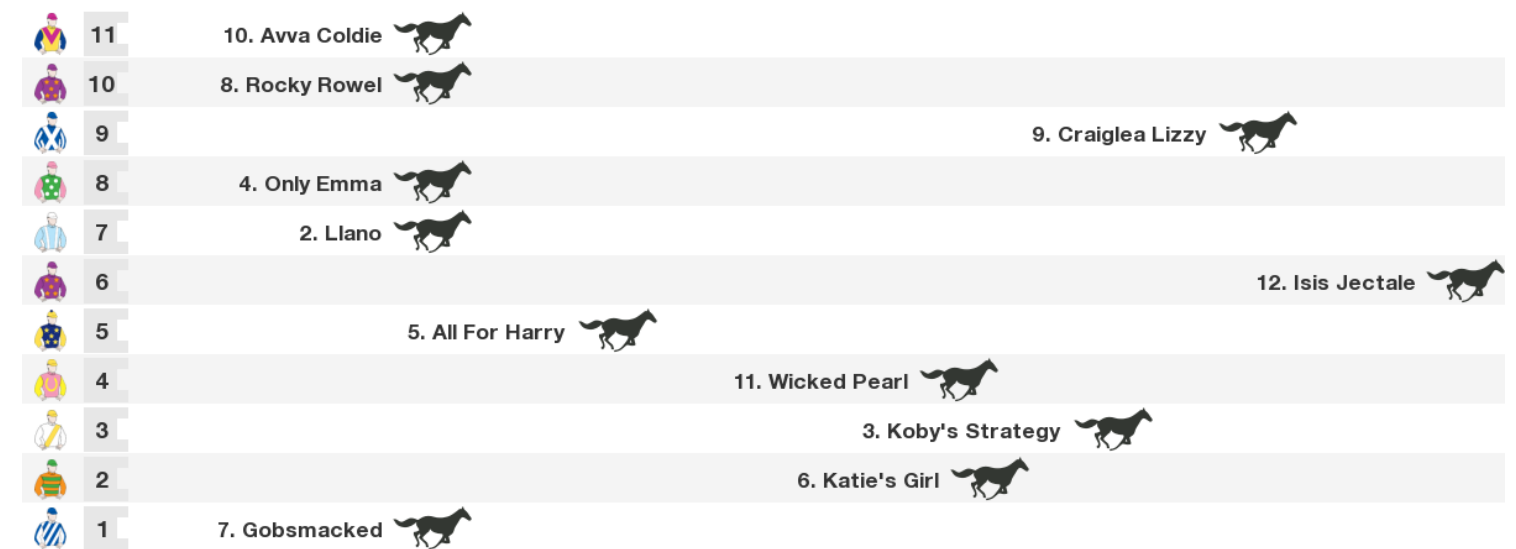 11 10. Avva Coldie
10 8. Rocky Rowel
9 9. Craiglea Lizzy
8 4. Only Emma
7 2. Llano
6 12. Isis Jectale
5 5. All For Harry
4 11. Wicked Pearl
3 3. Koby's Strategy
2 6. Katie's Girl
1 7. Gobsmacked